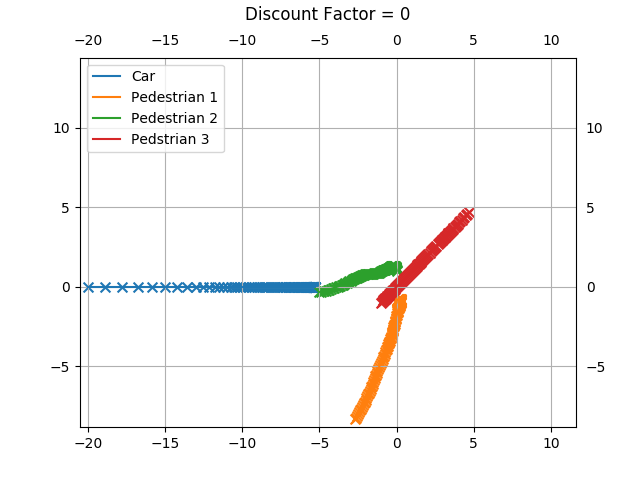 Discount Factor = 0
−20 −15 −10 −5 0 5 10
Car
Pedestrian 1
Pedestrian 2
Pedstrian 3
10 10
5 5
0 0
−5 −5
−20 −15 −10 −5 0 5 10